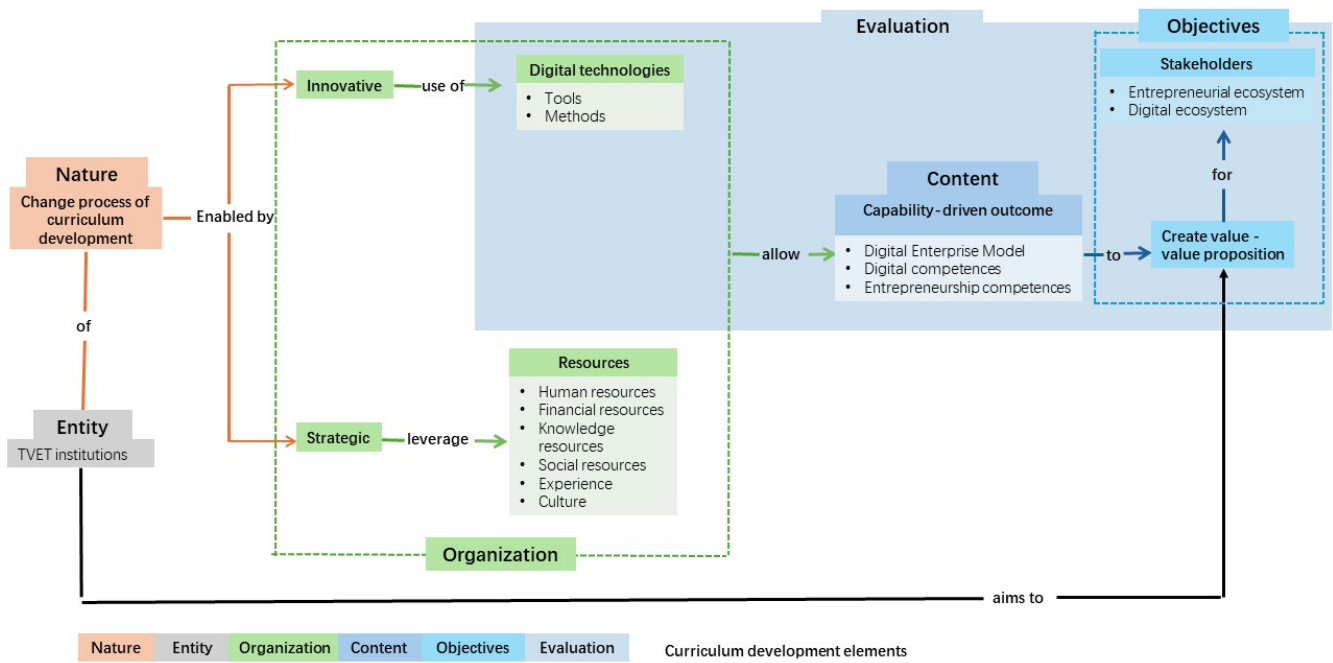 Evaluation
Objectives
Stakeholders
• Entrepreneurial ecosystem
• Digital ecosystem
Innovative
use of
Digital technologies
• Tools
• Methods
Nature
Change process of
curriculum
development
Enabled by
Content
Capability-driven outcome
• Digital Enterprise Model
• Digital competences
• Entrepreneurship competences
allow
to
for
Create value -
value proposition
of
Entity
TVET institutions
Strategic
leverage
Resources
• Human resources
• Financial resources
• Knowledge
resources
• Social resources
• Experience
• Culture
Organization
aims to
Nature Entity Organization Content Objectives Evaluation Curriculum development elements